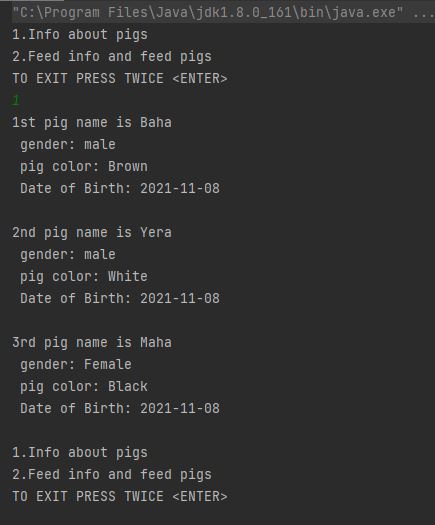 "C:\Program Files\Java\jdk1.8.0_161\bin\java.exe" ...
1.Info about pigs
2.Feed info and feed pigs
TO EXIT PRESS TWICE <ENTER>
1
1st pig name is Baha
 gender: male
 pig color: Brown
 Date of Birth: 2021-11-08

2nd pig name is Yera
 gender: male
 pig color: White
 Date of Birth: 2021-11-08

3rd pig name is Maha
 gender: Female
 pig color: Black
 Date of Birth: 2021-11-08

1.Info about pigs
2.Feed info and feed pigs
TO EXIT PRESS TWICE <ENTER>